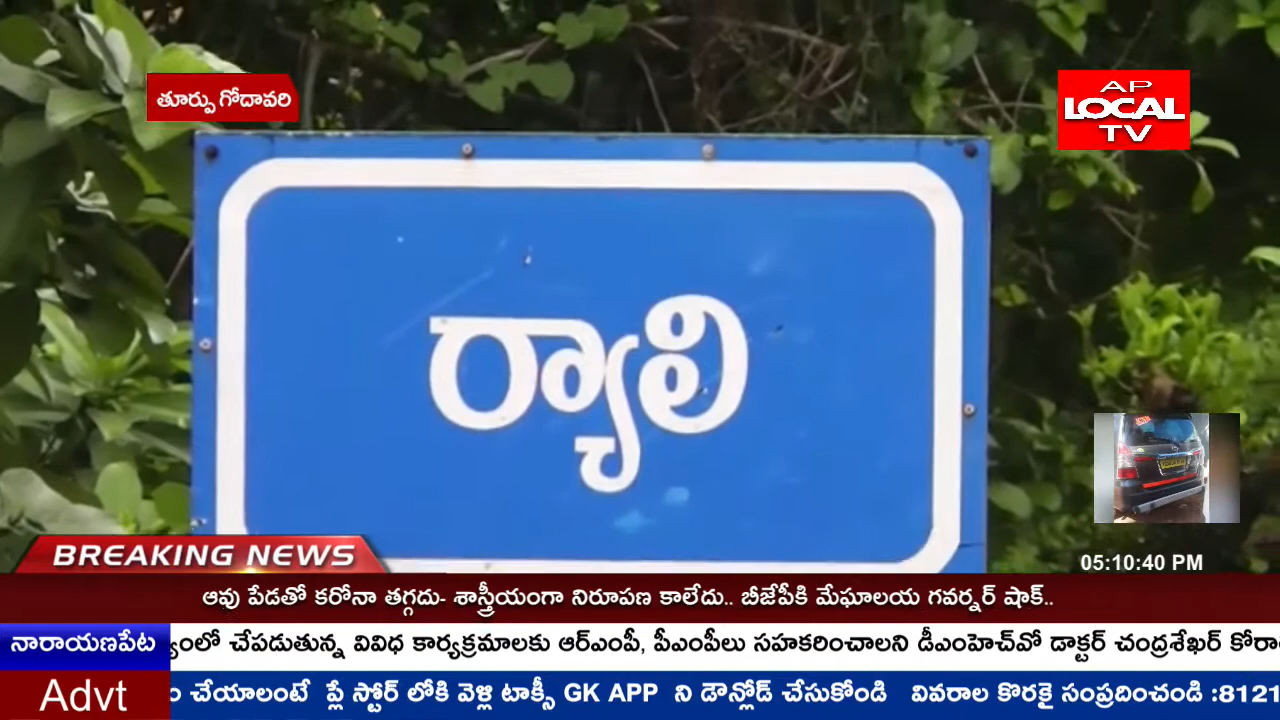 తూర్పు గోదావరి
AP
LOCAL
TV
ర్యాలి
BREAKING NEWS
05:10:40 PM
ఆవు పేడతో కరోనా తగ్గదు- శాస్త్రీయంగా నిరూపణ కాలేదు.. బీజేపీకి మేఘాలయ గవర్నర్ షాక్..
నారాయణపేట
చేపడుతున్న వివిధ కార్యక్రమాలకు ఆర్ఎంపీ, పీఎంపీలు సహకరించాలని డీఎంహెచ్‌వో డాక్టర్ చంద్రశేఖర్
Advt
చేయాలంటే ప్లే స్టోర్ లోకి వెళ్లి టాక్సీ GK APP ని డౌన్లోడ్ చేసుకోండి వివరాల కొరకై సంప్రదించండి :8121